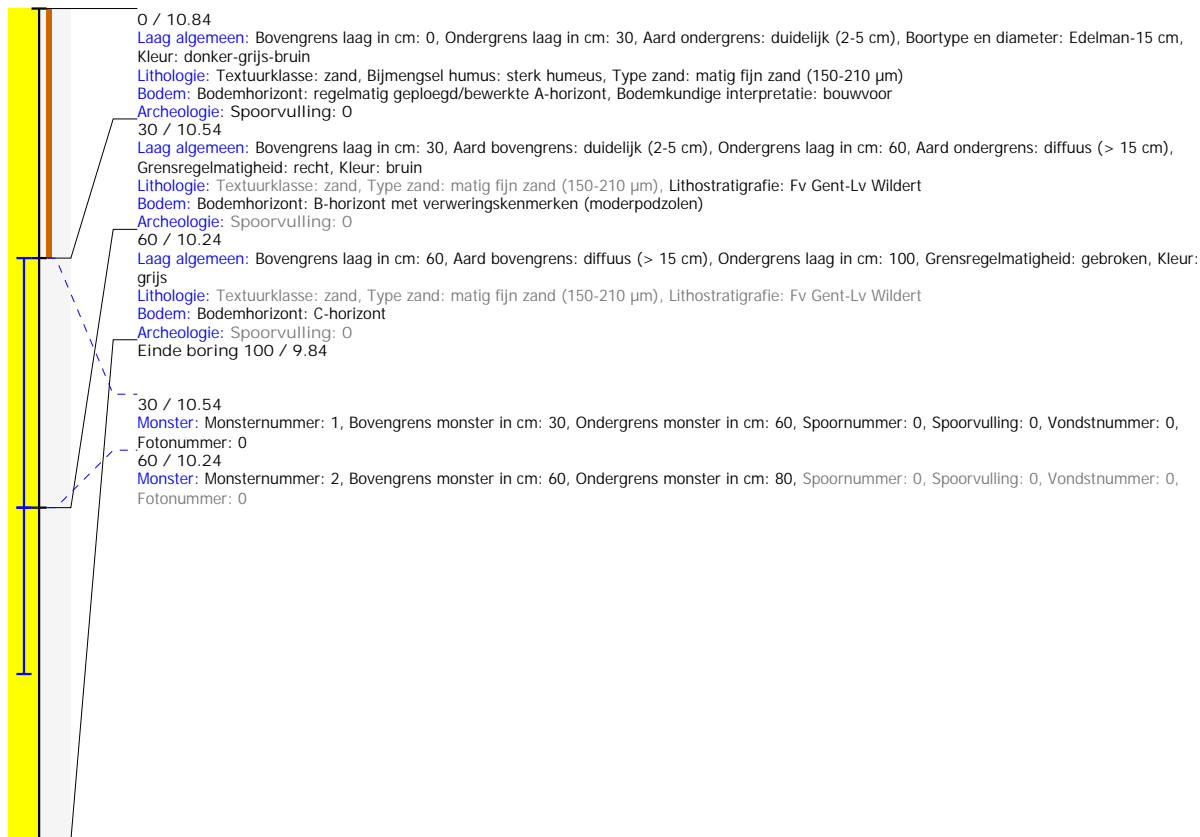 0 / 10.84
Laag algemeen: Bovengrens laag in cm: 0, Ondergrens laag in cm: 30, Aard ondergrens: duidelijk (2-5 cm), Boortype en diameter: Edelman-15 cm,
Kleur: donker-grijs-bruin
Lithologie: Textuurklasse: zand, Bijmengsel humus: sterk humeus, Type zand: matig fijn zand (150-210 µm)
Bodem: Bodemhorizont: regelmatig geploegd/bewerkte A-horizont, Bodemkundige interpretatie: bouwvoor
Archeologie: Spoorvulling: 0
30 / 10.54
Laag algemeen: Bovengrens laag in cm: 30, Aard bovengrens: duidelijk (2-5 cm), Ondergrens laag in cm: 60, Aard ondergrens: diffuus (> 15 cm),
Grensregelmatigheid: recht, Kleur: bruin
Lithologie: Textuurklasse: zand, Type zand: matig fijn zand (150-210 µm), Lithostratigrafie: Fv Gent-Lv Wildert
Bodem: Bodemhorizont: B-horizont met verweringskenmerken (moderpodzolen)
Archeologie: Spoorvulling: 0
60 / 10.24
Laag algemeen: Bovengrens laag in cm: 60, Aard bovengrens: diffuus (> 15 cm), Ondergrens laag in cm: 100, Grensregelmatigheid: gebroken, Kleur:
grijs
Lithologie: Textuurklasse: zand, Type zand: matig fijn zand (150-210 µm), Lithostratigrafie: Fv Gent-Lv Wildert
Bodem: Bodemhorizont: C-horizont
Archeologie: Spoorvulling: 0
Einde boring 100 / 9.84
30 / 10.54
Monster: Monsternummer: 1, Bovengrens monster in cm: 30, Ondergrens monster in cm: 60, Spoornummer: 0, Spoorvulling: 0, Vondstnummer: 0,
Fotonummer: 0
60 / 10.24
Monster: Monsternummer: 2, Bovengrens monster in cm: 60, Ondergrens monster in cm: 80, Spoornummer: 0, Spoorvulling: 0, Vondstnummer: 0,
Fotonummer: 0